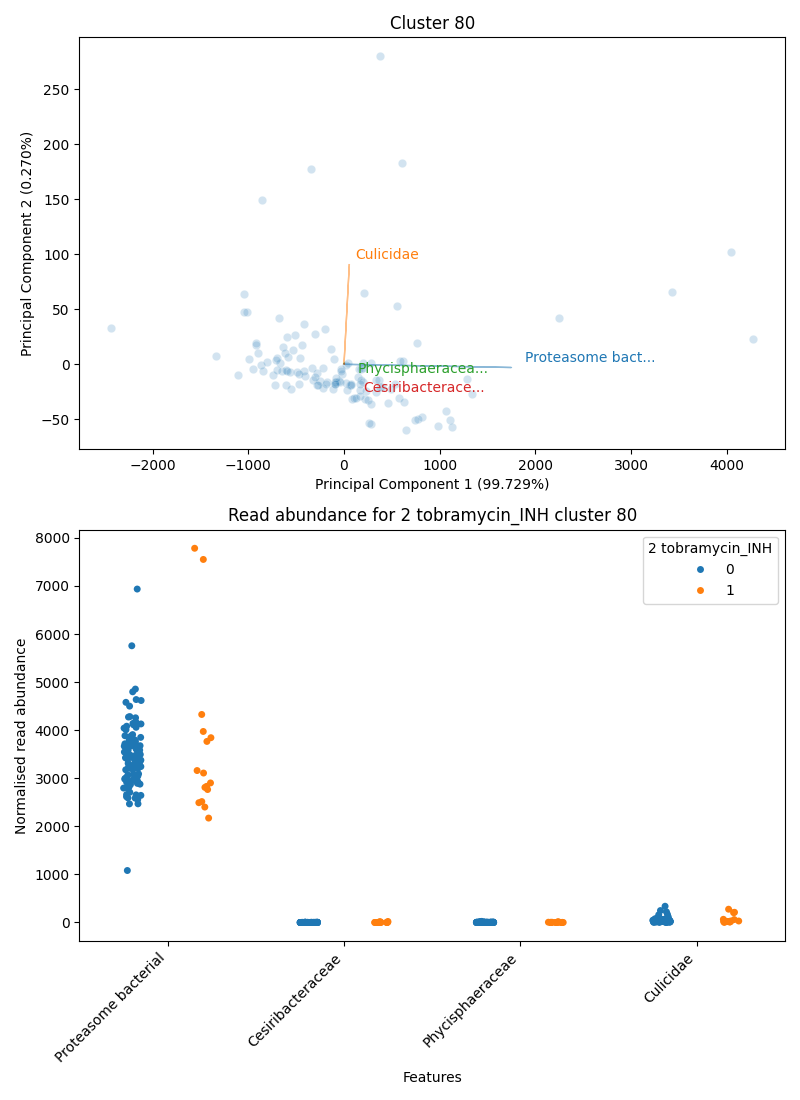 Cluster 80
Principal Component 2 (0.270%)
250
200
150
100
50
0
−50
Culicidae
Proteasome bact...
Phycisphaeracea...
Cesiribacterace...
−2000
−1000
0
1000
2000
3000
4000
Principal Component 1 (99.729%)
Read abundance for 2 tobramycin_INH cluster 80
Normalised read abundance
8000
7000
6000
5000
4000
3000
2000
1000
0
2 tobramycin_INH
0
1
Proteasome bacterial
Cesiribacteraceae
Phycisphaeraceae
Culicidae
Features